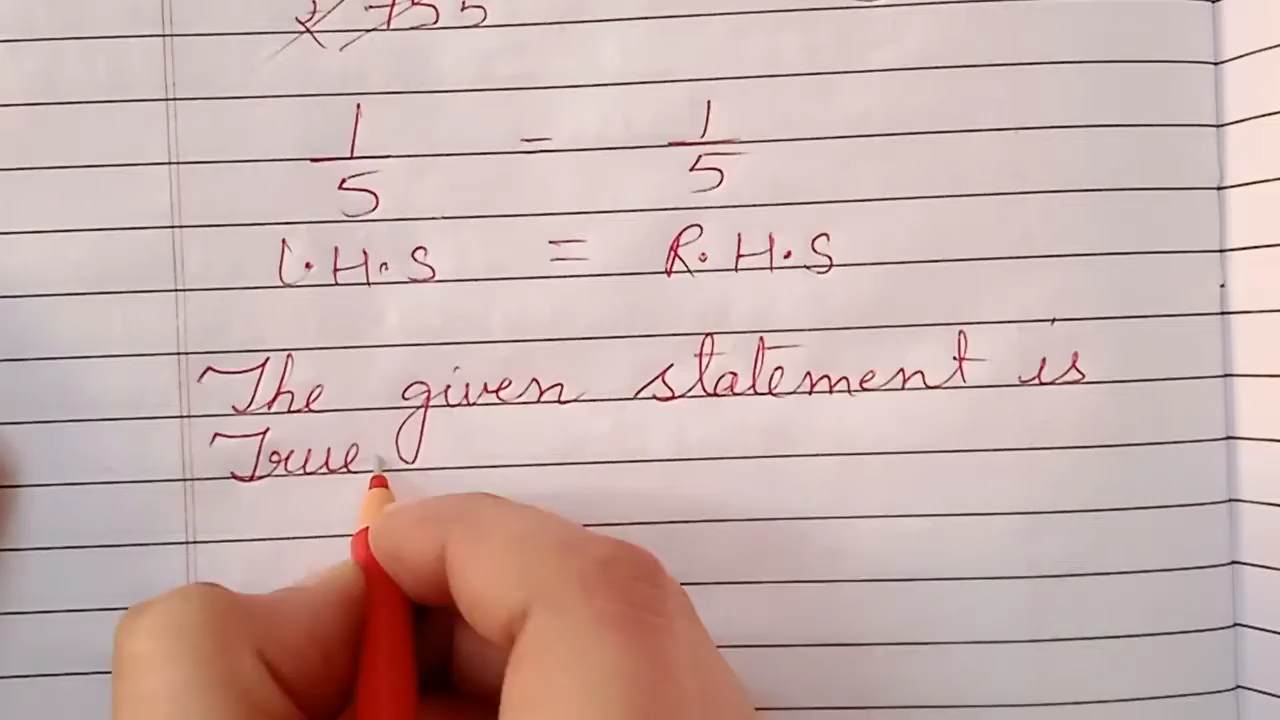 1/5 = 1/5
L.H.S = R.H.S
The given statement is
True